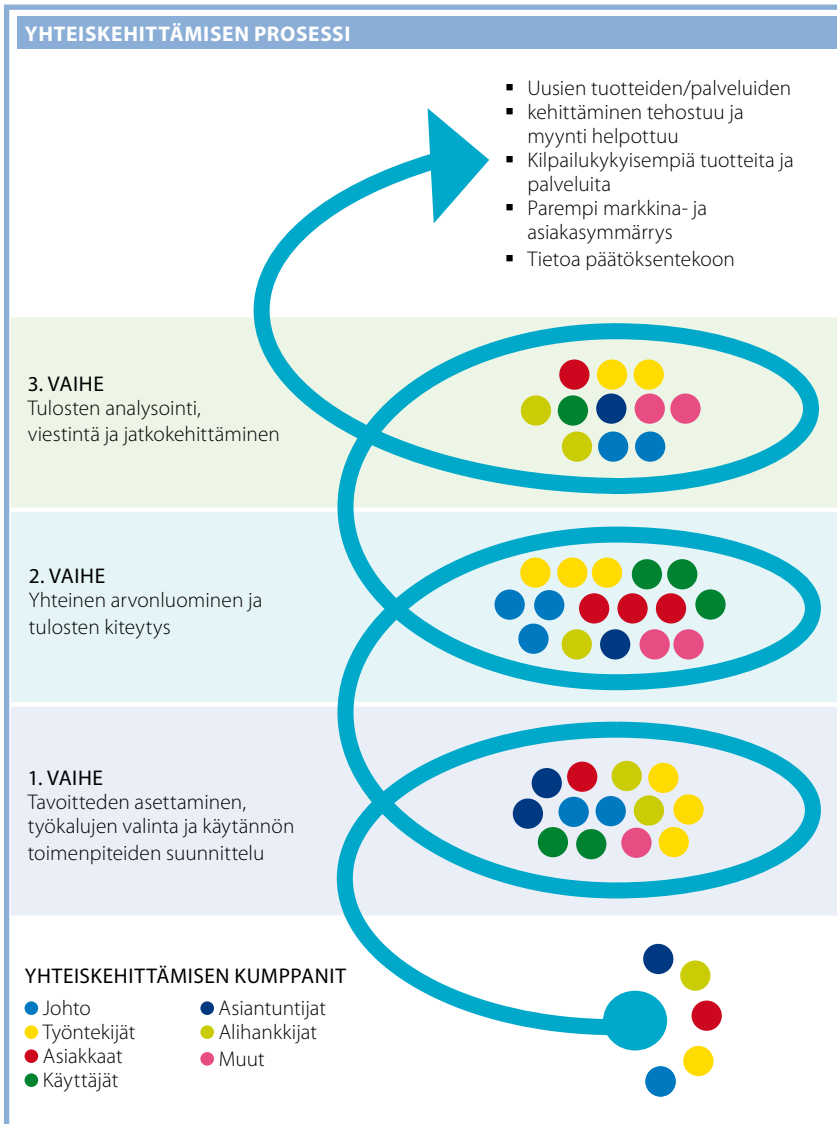 YHTEISKEHITTÄMISEN PROSESSI
▪ Uusien tuotteiden/palveluiden
▪ kehittäminen tehostuu ja
myynti helpottuu
▪ Kilpailukykyisempiä tuotteita ja
palveluita
▪ Parempi markkina- ja
asiakasymmärrys
▪ Tietoa päätöksentekoon
3. VAIHE
Tulosten analysointi,
viestintä ja jatkokehittäminen
2. VAIHE
Yhteinen arvonluominen ja
tulosten kiteytys
1. VAIHE
Tavoitteden asettaminen,
työkalujen valinta ja käytännön
toimenpiteiden suunnittelu
YHTEISKEHITTÄMISEN KUMPPANIT
Johto
Työntekijät
Asiakkaat
Käyttäjät
Asiantuntijat
Alihankkijat
Muut